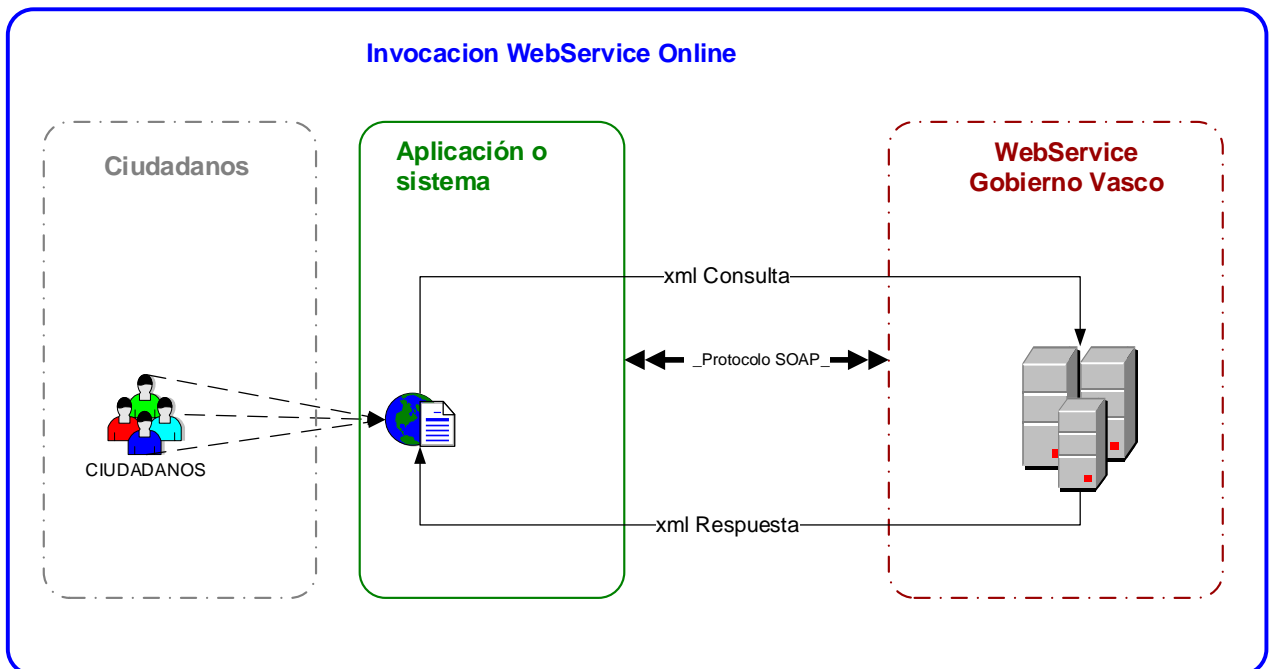 Invocacion WebService Online
Ciudadanos
Aplicación o
sistema
WebService
Gobierno Vasco
xml Consulta
_Protocolo SOAP_
CIUDADANOS
xml Respuesta